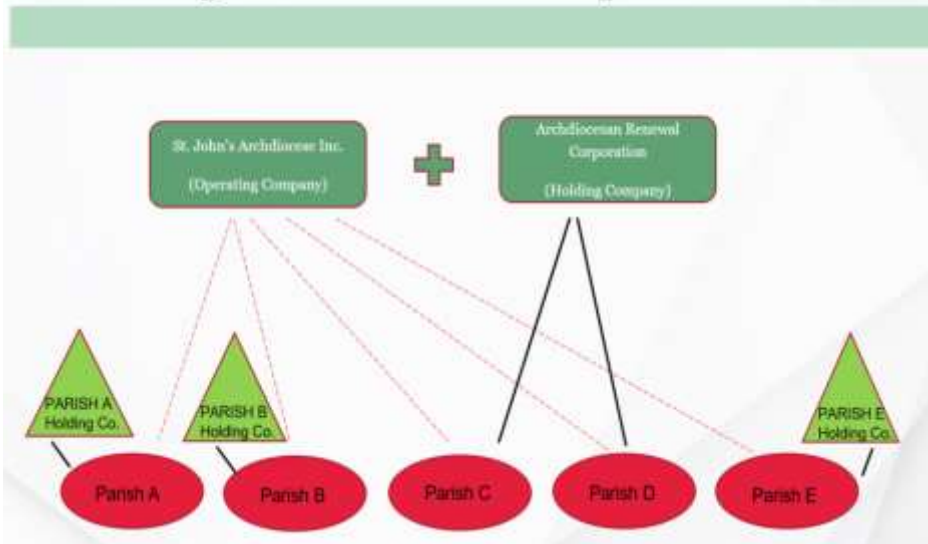 St. John's Archdiocese Inc.
(Operating Company)
Archdiocesan Renewal
Corporation
(Holding Company)
PARISH A
Holding Co.
PARISH B
Holding Co.
PARISH E
Holding Co.
Parish A
Parish B
Parish C
Parish D
Parish E